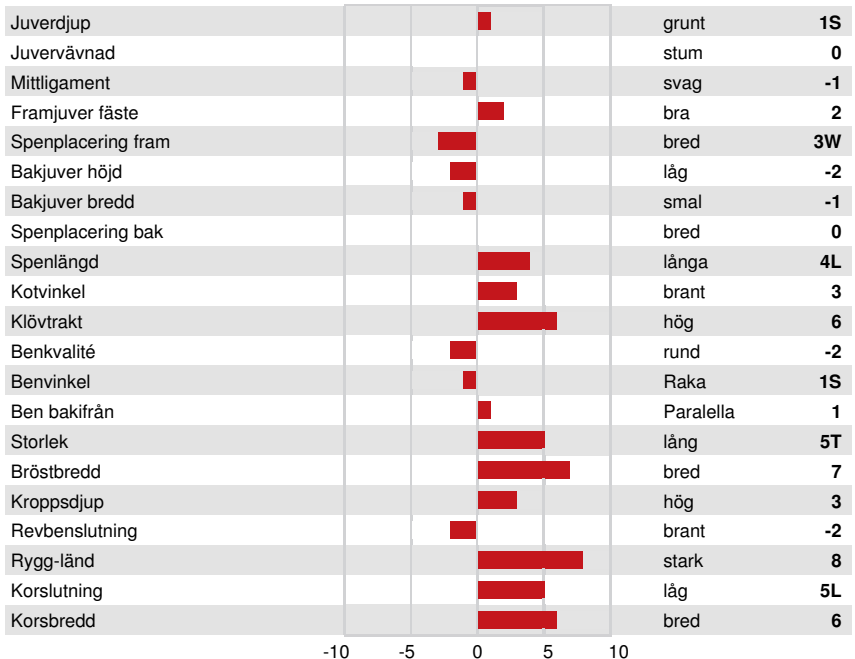 Juverdjup grunt 1S
Juvervävnad stum 0
Mittligament svag -1
Framjuver fäste bra 2
Spenplacering fram bred 3W
Bakjuver höjd låg -2
Bakjuver bredd smal -1
Spenplacering bak bred 0
Spenlängd långa 4L
Kotvinkel brant 3
Klövtrakt hög 6
Benkvalité rund -2
Benvinkel Raka 1S
Ben bakifrån Paralella 1
Storlek lång 5T
Bröstbredd bred 7
Kroppsdjup hög 3
Revbenslutning brant -2
Rygg-länd stark 8
Korslutning låg 5L
Korsbredd bred 6
-10 -5 0 5 10